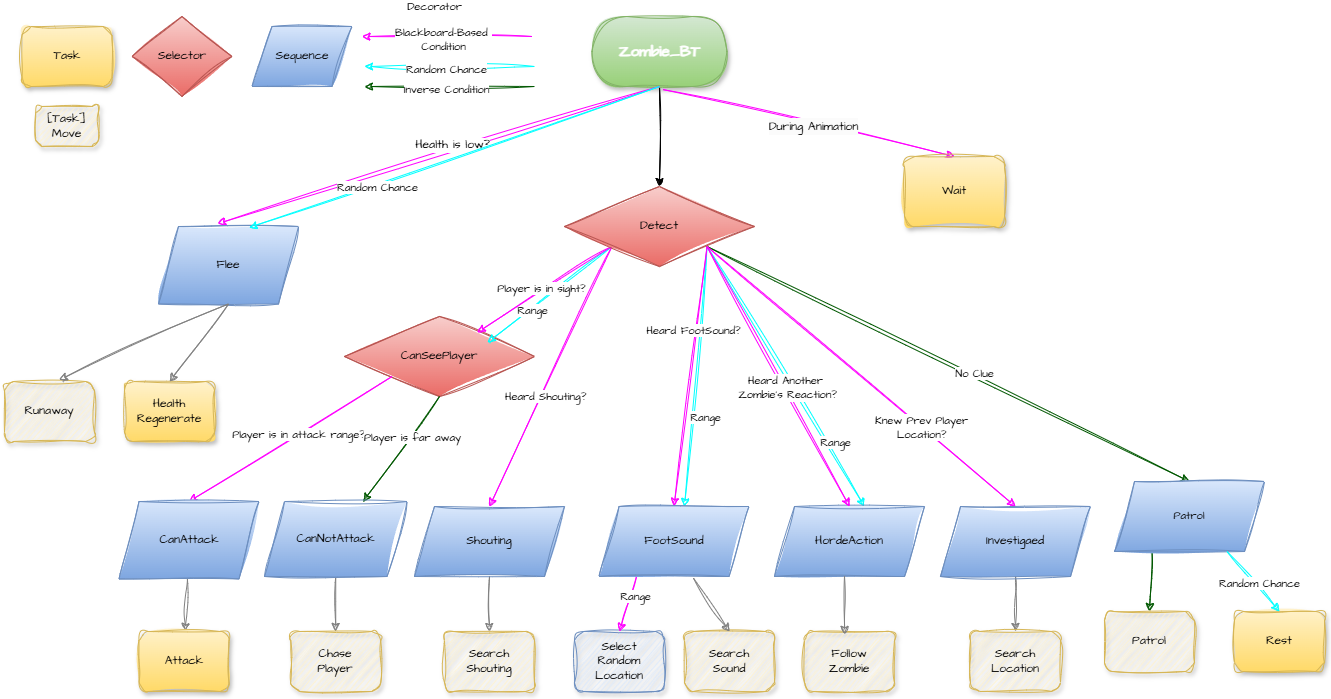 Decorator
Task
Selector
Sequence
Blackboard-Based
Condition
Random Chance
Inverse Condition
[Task]
Move
Zombie_BT
Health is low?
Random Chance
During Animation
Wait
Flee
Detect
Player is in sight?
Range
Runaway
Health
Regenerate
CanSeePlayer
Heard FootSound?
Heard Shouting?
Heard Another
Zombie's Reaction?
No Clue
Range
Range
Knew Prev Player
Location?
Player is in attack range?
Player is far away
CanAttack
CanNotAttack
Shouting
FootSound
HordeAction
Investigaed
Patrol
Range
Random Chance
Attack
Chase
Player
Search
Shouting
Select
Random
Location
Search
Sound
Follow
Zombie
Search
Location
Patrol
Rest